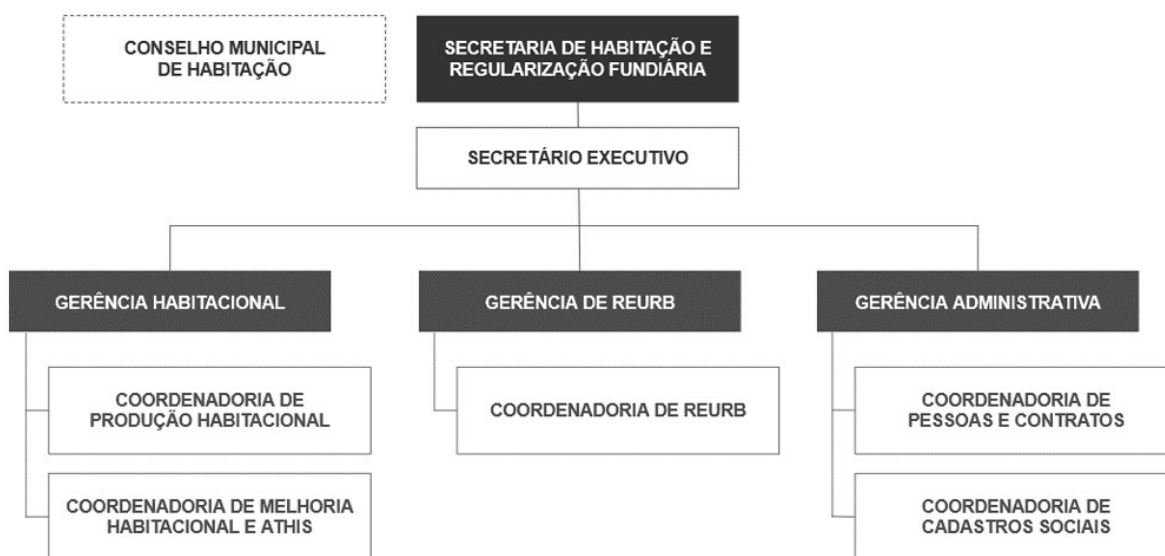 CONSELHO MUNICIPAL
DE HABITAÇÃO
SECRETARIA DE HABITAÇÃO E
REGULARIZAÇÃO FUNDIÁRIA
SECRETÁRIO EXECUTIVO
GERÊNCIA HABITACIONAL
GERÊNCIA DE REURB
GERÊNCIA ADMINISTRATIVA
COORDENADORIA DE
PRODUÇÃO HABITACIONAL
COORDENADORIA DE REURB
COORDENADORIA DE
PESSOAS E CONTRATOS
COORDENADORIA DE MELHORIA
HABITACIONAL E ATHIS
COORDENADORIA DE
CADASTROS SOCIAIS